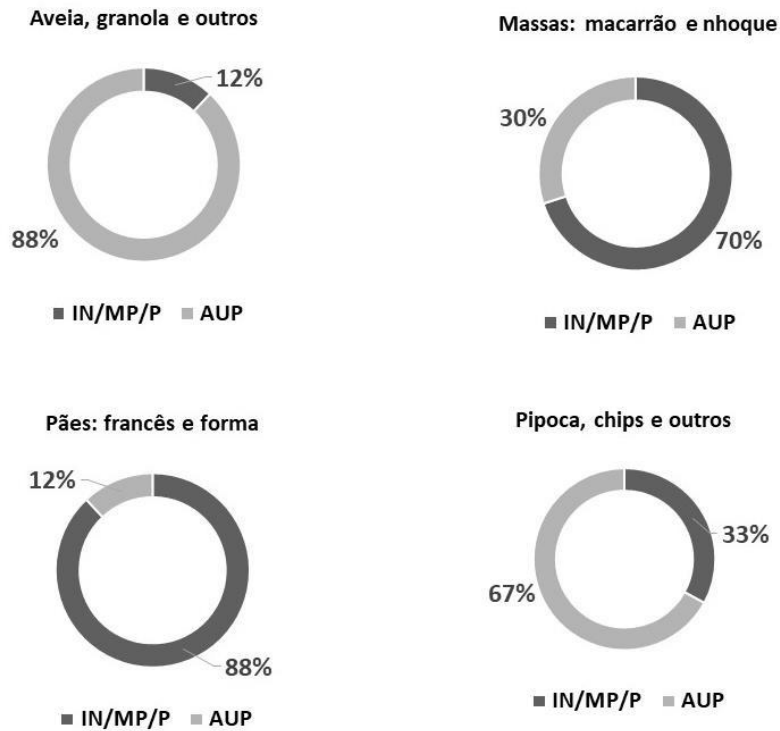 Aveia, granola e outros
12%
88%
IN/MP/P AUP
Massas: macarrão e nhoque
30%
70%
IN/MP/P AUP
Pães: francês e forma
12%
88%
IN/MP/P AUP
Pipoca, chips e outros
33%
67%
IN/MP/P AUP